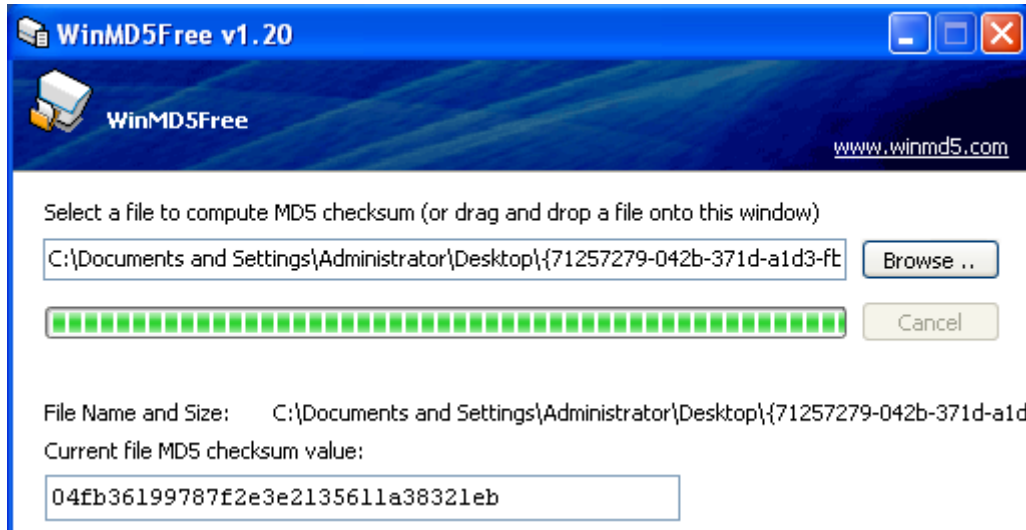 WinMD5Free v1.20
WinMD5Free
www.winmd5.com
Select a file to compute MD5 checksum (or drag and drop a file onto this window)
C:\Documents and Settings\Administrator\Desktop\{71257279-042b-371d-a1d3-fb
Browse ..
Cancel
File Name and Size: C:\Documents and Settings\Administrator\Desktop\{71257279-042b-371d-a1d
Current file MD5 checksum value:
04fb36199787f2e3e2135611a38321eb